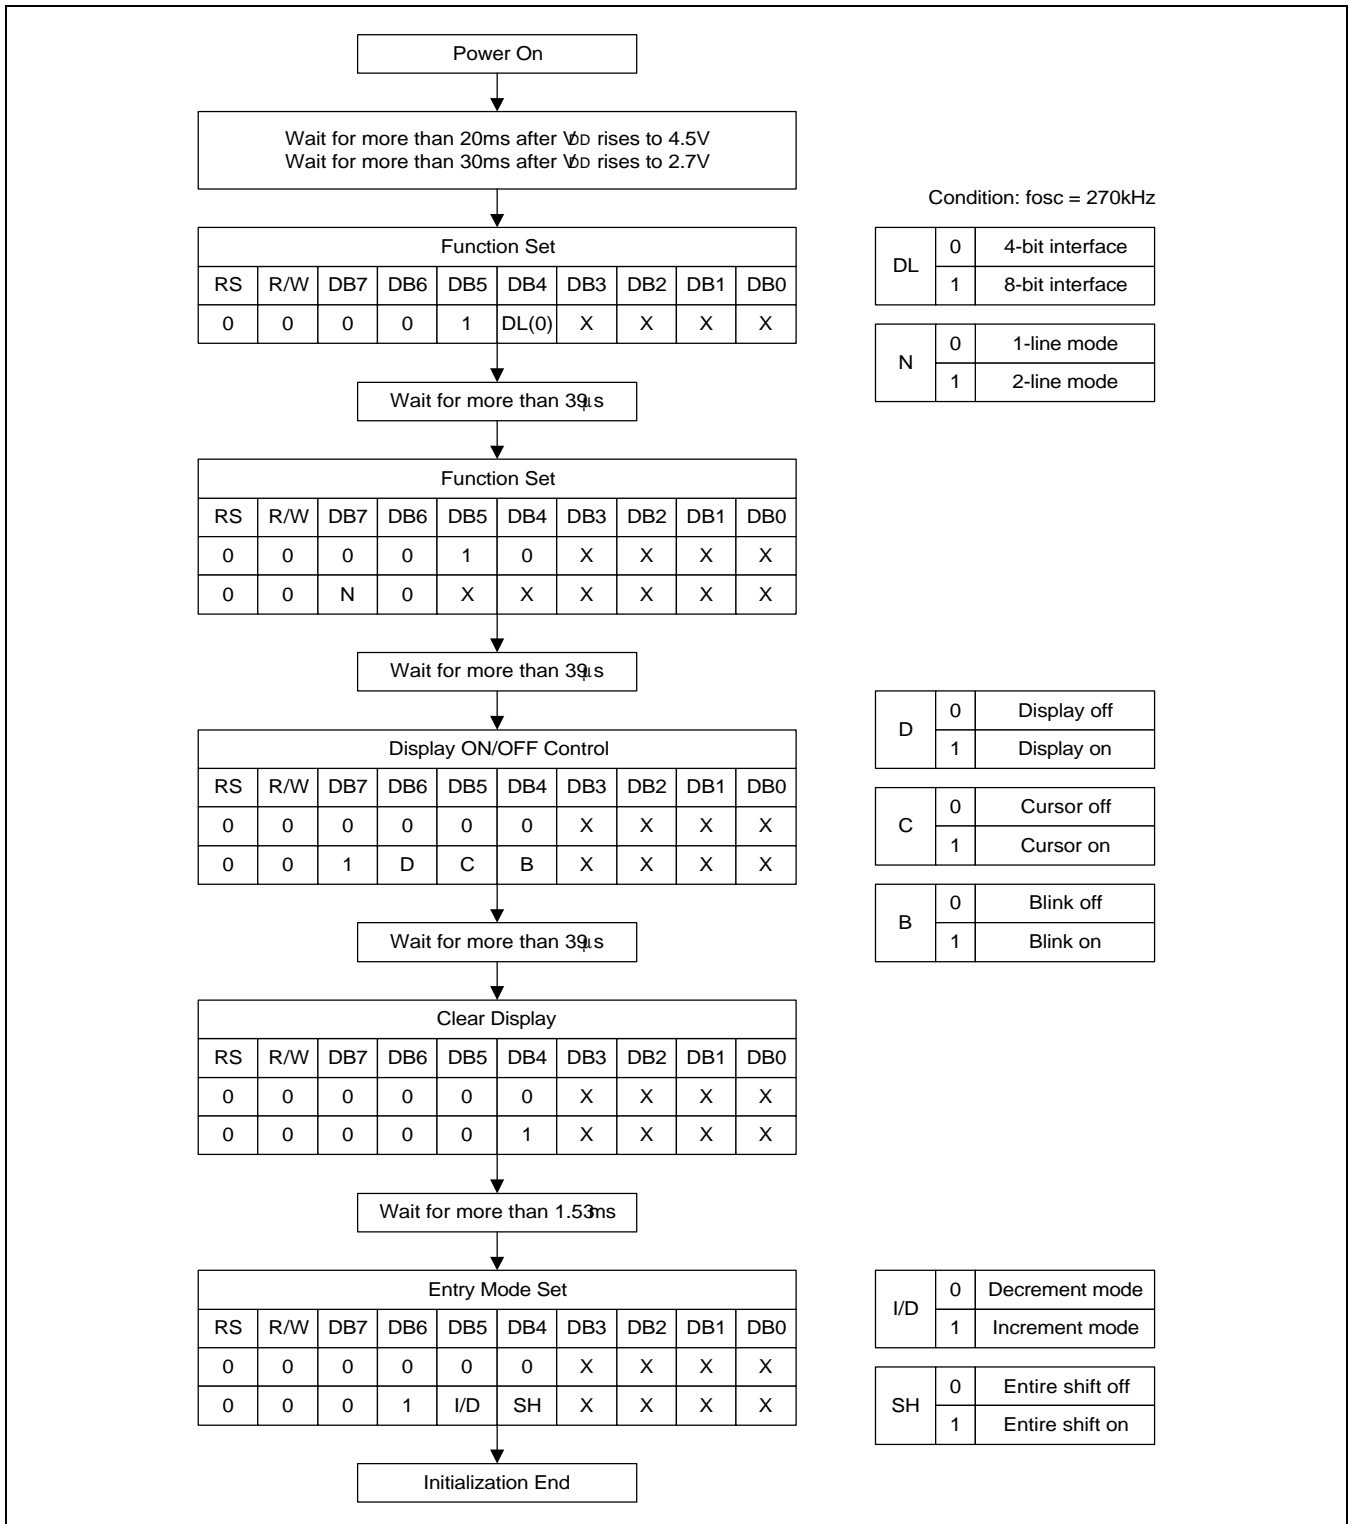 Power On
Wait for more than 20ms after VDD rises to 4.5V
Wait for more than 30ms after VDD rises to 2.7V
Condition: fosc = 270kHz
Function Set
RS R/W DB7 DB6 DB5 DB4 DB3 DB2 DB1 DB0
0 0 0 0 1 DL(0) X X X X
DL
0 4-bit interface
1 8-bit interface
N
0 1-line mode
1 2-line mode
Wait for more than 39μs
Function Set
RS R/W DB7 DB6 DB5 DB4 DB3 DB2 DB1 DB0
0 0 0 0 1 0 X X X X
0 0 N 0 X X X X X X
Wait for more than 39μs
Display ON/OFF Control
RS R/W DB7 DB6 DB5 DB4 DB3 DB2 DB1 DB0
0 0 0 0 0 0 X X X X
0 0 1 D C B X X X X
D
0 Display off
1 Display on
C
0 Cursor off
1 Cursor on
B
0 Blink off
1 Blink on
Wait for more than 39μs
Clear Display
RS R/W DB7 DB6 DB5 DB4 DB3 DB2 DB1 DB0
0 0 0 0 0 0 X X X X
0 0 0 0 0 1 X X X X
Wait for more than 1.53ms
Entry Mode Set
RS R/W DB7 DB6 DB5 DB4 DB3 DB2 DB1 DB0
0 0 0 0 0 0 X X X X
0 0 0 1 I/D SH X X X X
I/D
0 Decrement mode
1 Increment mode
SH
0 Entire shift off
1 Entire shift on
Initialization End